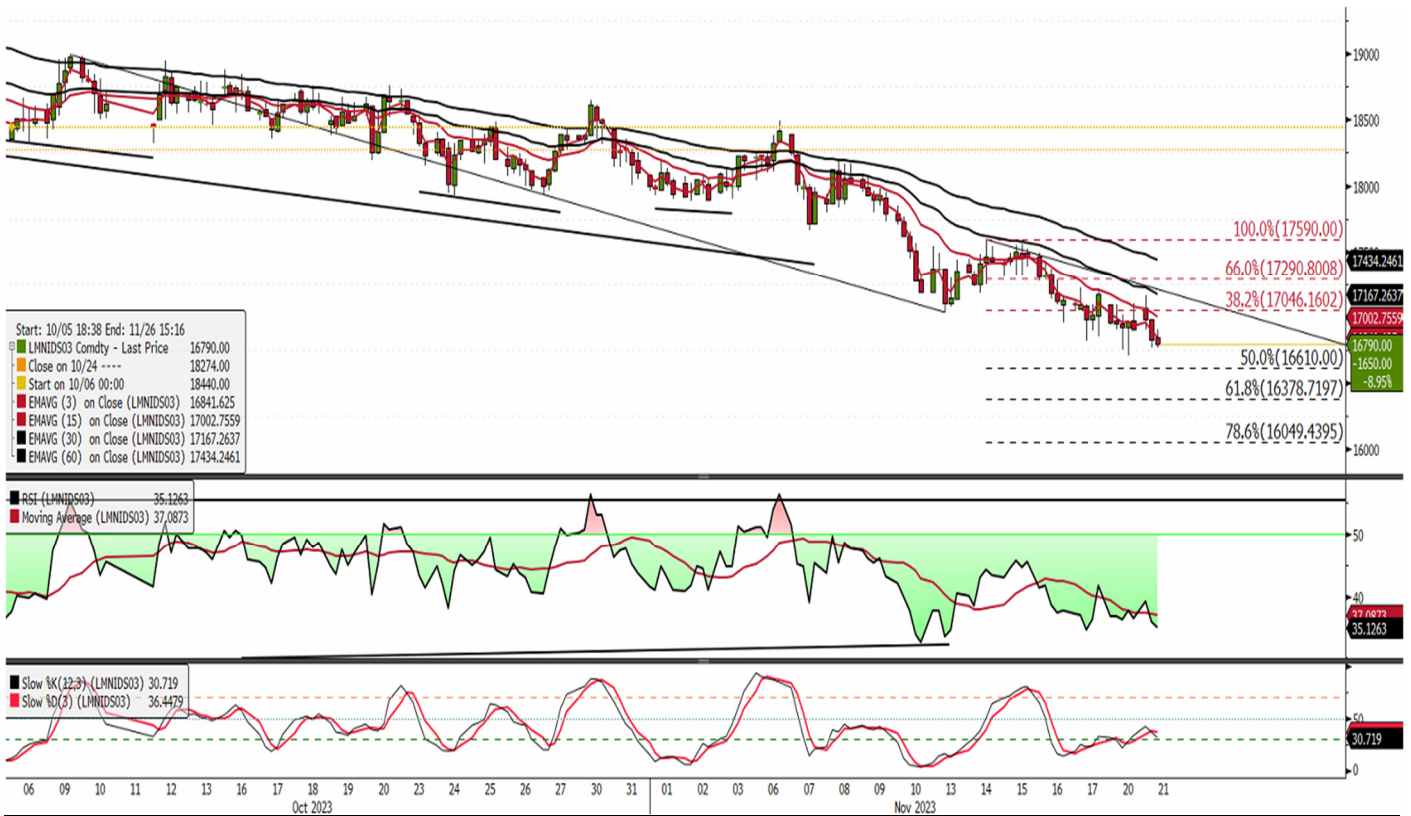 19000
18500
18000
100.0%(17590.00)
17434.2461
66.0%(17290.8008)
17167.2637
38.2%(17046.1602)
17002.7559
16790.00
-1650.00
-8.95%
50.0%(16610.00)
61.8%(16378.7197)
78.6%(16049.4395)
16000
Start: 10/05 18:38 End: 11/26 15:16
LMNIDS03 Comdty - Last Price 16790.00
Close on 10/24 ---- 18274.00
Start on 10/06 00:00 18440.00
EMAVG (3) on Close (LMNIDS03) 16841.625
EMAVG (15) on Close (LMNIDS03) 17002.7559
EMAVG (30) on Close (LMNIDS03) 17167.2637
EMAVG (60) on Close (LMNIDS03) 17434.2461
RSI (LMNIDS03) 35.1263
Moving Average (LMNIDS03) 37.0873
50
40
37.0873
35.1263
Slow %K(12,3) (LMNIDS03) 30.719
Slow %D(3) (LMNIDS03) 36.4479
50
30.719
0
06 09 10 11 12 13 16 17 18 19 20 23 24 25 26 27 30 31 01 02 03 06 07 08 09 10 13 14 15 16 17 20 21
Oct 2023 Nov 2023